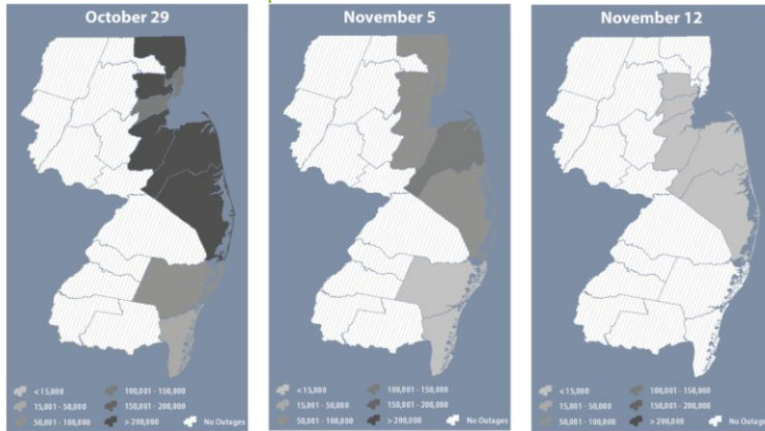 October 29
< 15,000
100,001 - 150,000
15,001 - 50,000
150,001 - 200,000
50,001 - 100,000
> 200,000
No Outages
November 5
< 15,000
100,001 - 150,000
15,001 - 50,000
150,001 - 200,000
50,001 - 100,000
> 200,000
No Outages
November 12
< 15,000
100,001 - 150,000
15,001 - 50,000
150,001 - 200,000
50,001 - 100,000
> 200,000
No Outages